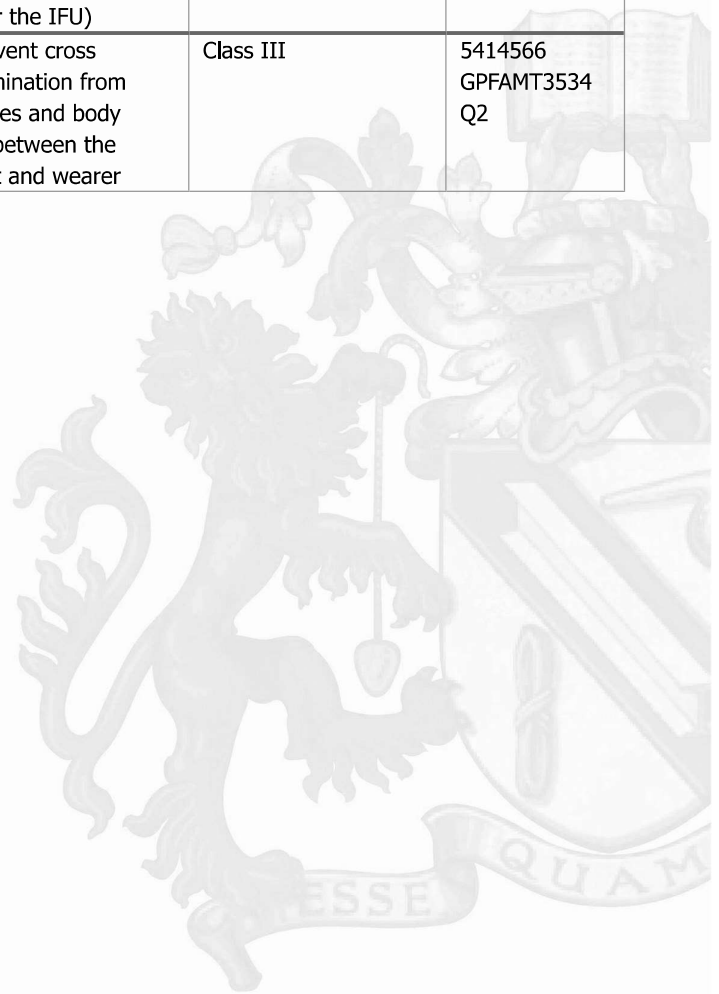 r the IFU)
vent cross
Class III
5414566
nination from
GPFAMT3534
es and body
Q2
between the
t and wearer
ESSE
QUAM